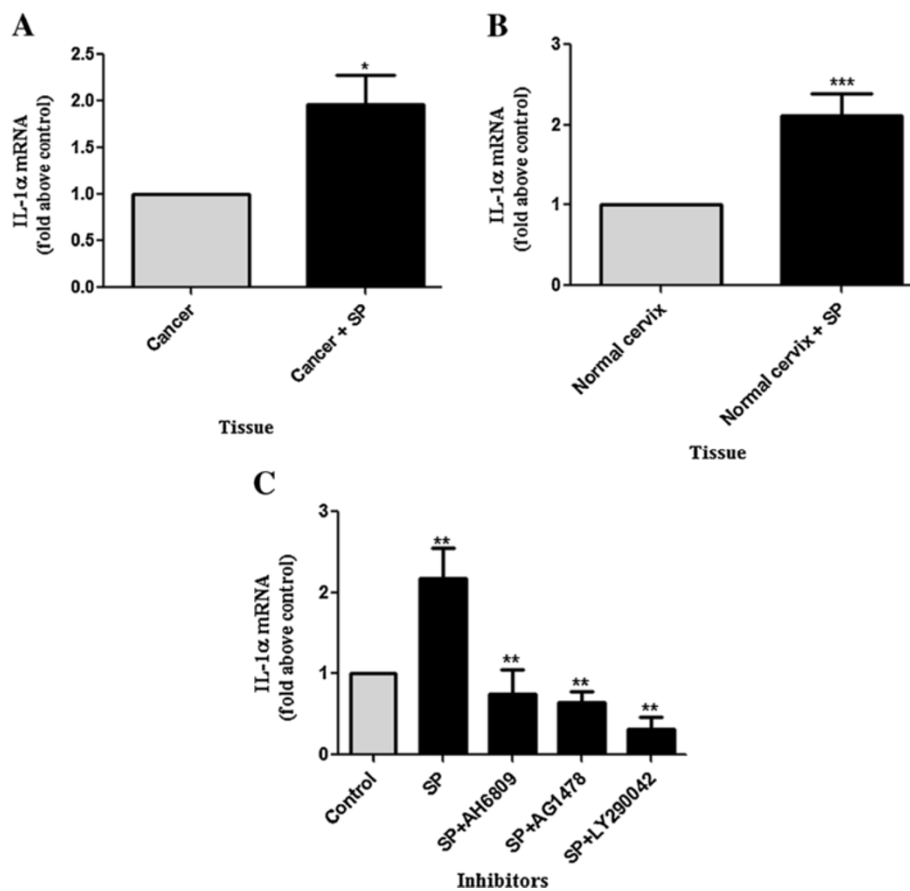 A
IL-1α mRNA
(fold above control)
2.5
2.0
1.5
1.0
0.5
0.0
*
Cancer
Cancer + SP
Tissue
B
IL-1α mRNA
(fold above control)
3
2
1
0
***
Normal cervix
Normal cervix + SP
Tissue
C
IL-1α mRNA
(fold above control)
3
2
1
0
**
**
**
**
Control
SP
SP+AH6809
SP+AG1478
SP+LY290042
Inhibitors